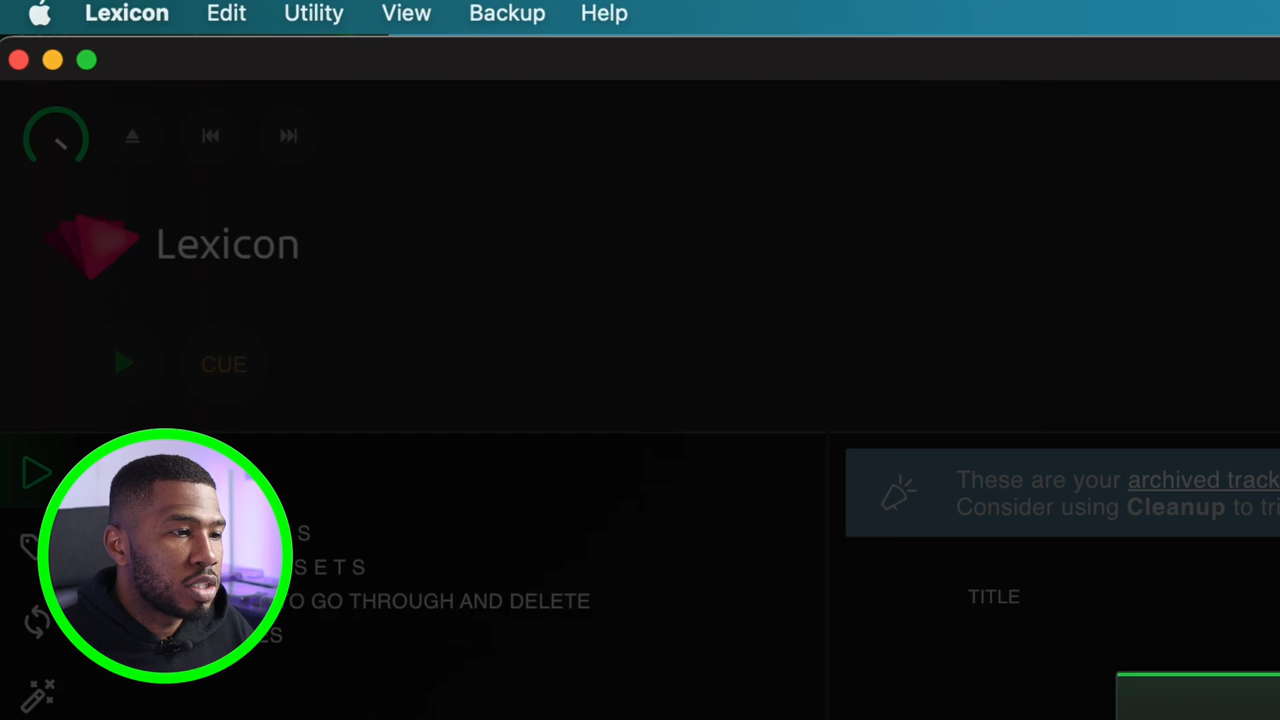 Lexicon Edit Utility View Backup Help
Lexicon
CUE
These are your archived track
Consider using Cleanup to tri
S
S E T S
O GO THROUGH AND DELETE
ES
TITLE